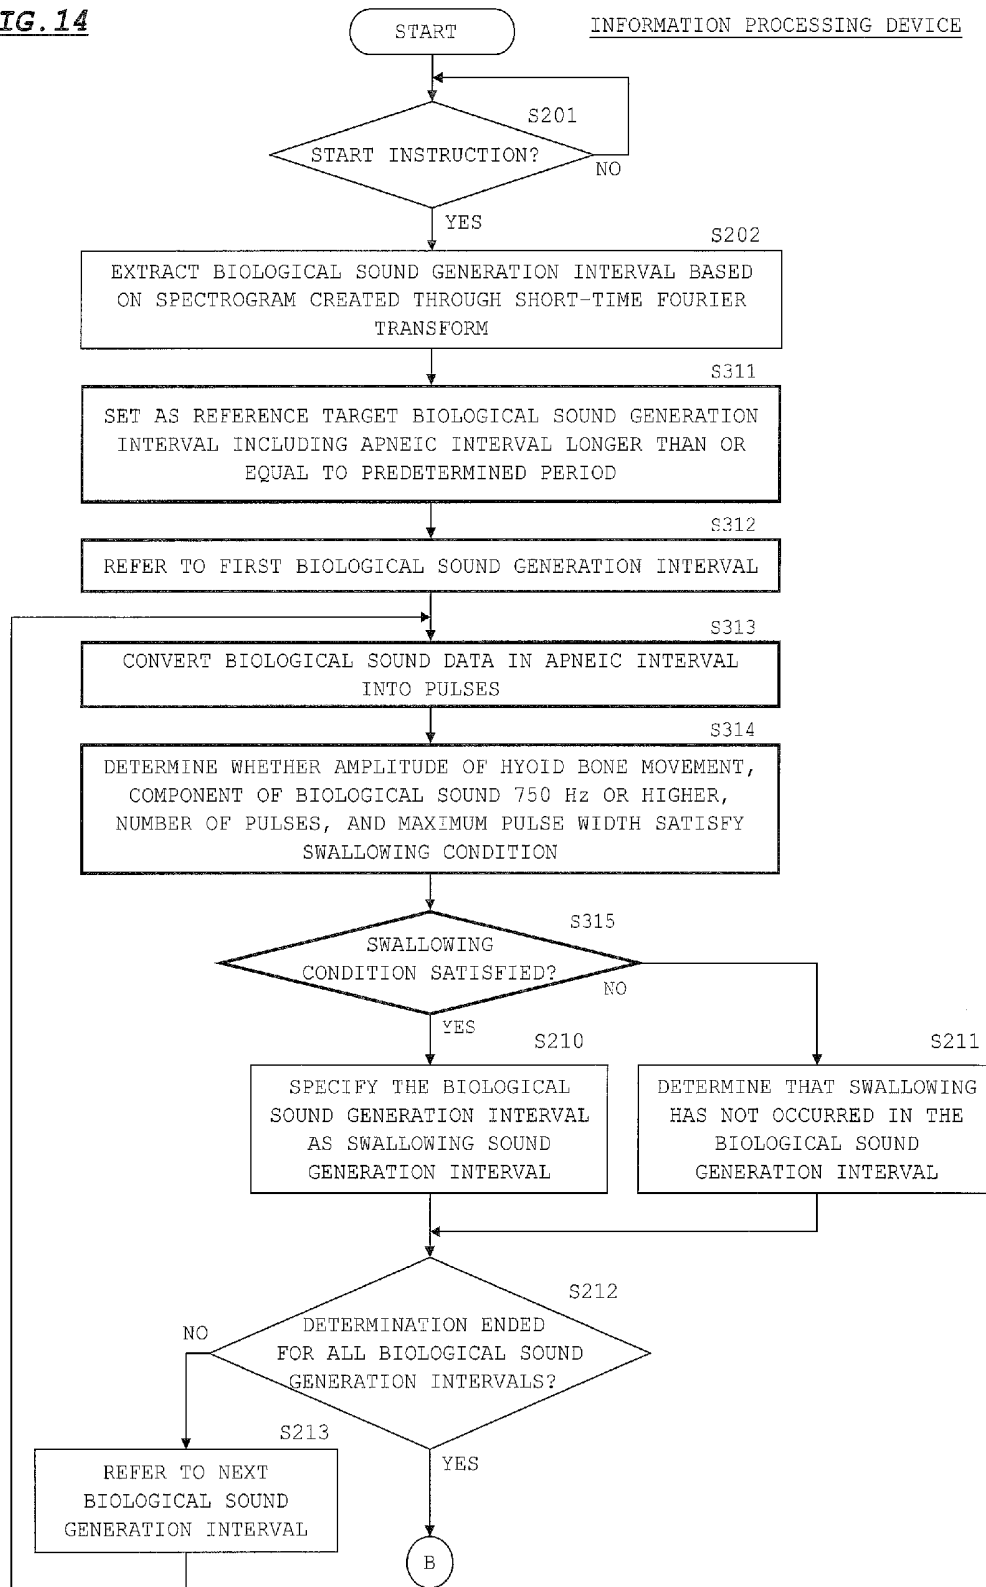 IG.14
INFORMATION PROCESSING DEVICE
START
S201
START INSTRUCTION?
NO
YES
S202
EXTRACT BIOLOGICAL SOUND GENERATION INTERVAL BASED
ON SPECTROGRAM CREATED THROUGH SHORT-TIME FOURIER
TRANSFORM
S311
SET AS REFERENCE TARGET BIOLOGICAL SOUND GENERATION
INTERVAL INCLUDING APNEIC INTERVAL LONGER THAN OR
EQUAL TO PREDETERMINED PERIOD
S312
REFER TO FIRST BIOLOGICAL SOUND GENERATION INTERVAL
S313
CONVERT BIOLOGICAL SOUND DATA IN APNEIC INTERVAL
INTO PULSES
S314
DETERMINE WHETHER AMPLITUDE OF HYOID BONE MOVEMENT,
COMPONENT OF BIOLOGICAL SOUND 750 Hz OR HIGHER,
NUMBER OF PULSES, AND MAXIMUM PULSE WIDTH SATISFY
SWALLOWING CONDITION
S315
SWALLOWING
CONDITION SATISFIED?
NO
YES
S210
SPECIFY THE BIOLOGICAL
SOUND GENERATION INTERVAL
AS SWALLOWING SOUND
GENERATION INTERVAL
S211
DETERMINE THAT SWALLOWING
HAS NOT OCCURRED IN THE
BIOLOGICAL SOUND
GENERATION INTERVAL
S212
DETERMINATION ENDED
FOR ALL BIOLOGICAL SOUND
GENERATION INTERVALS?
NO
YES
S213
REFER TO NEXT
BIOLOGICAL SOUND
GENERATION INTERVAL
B